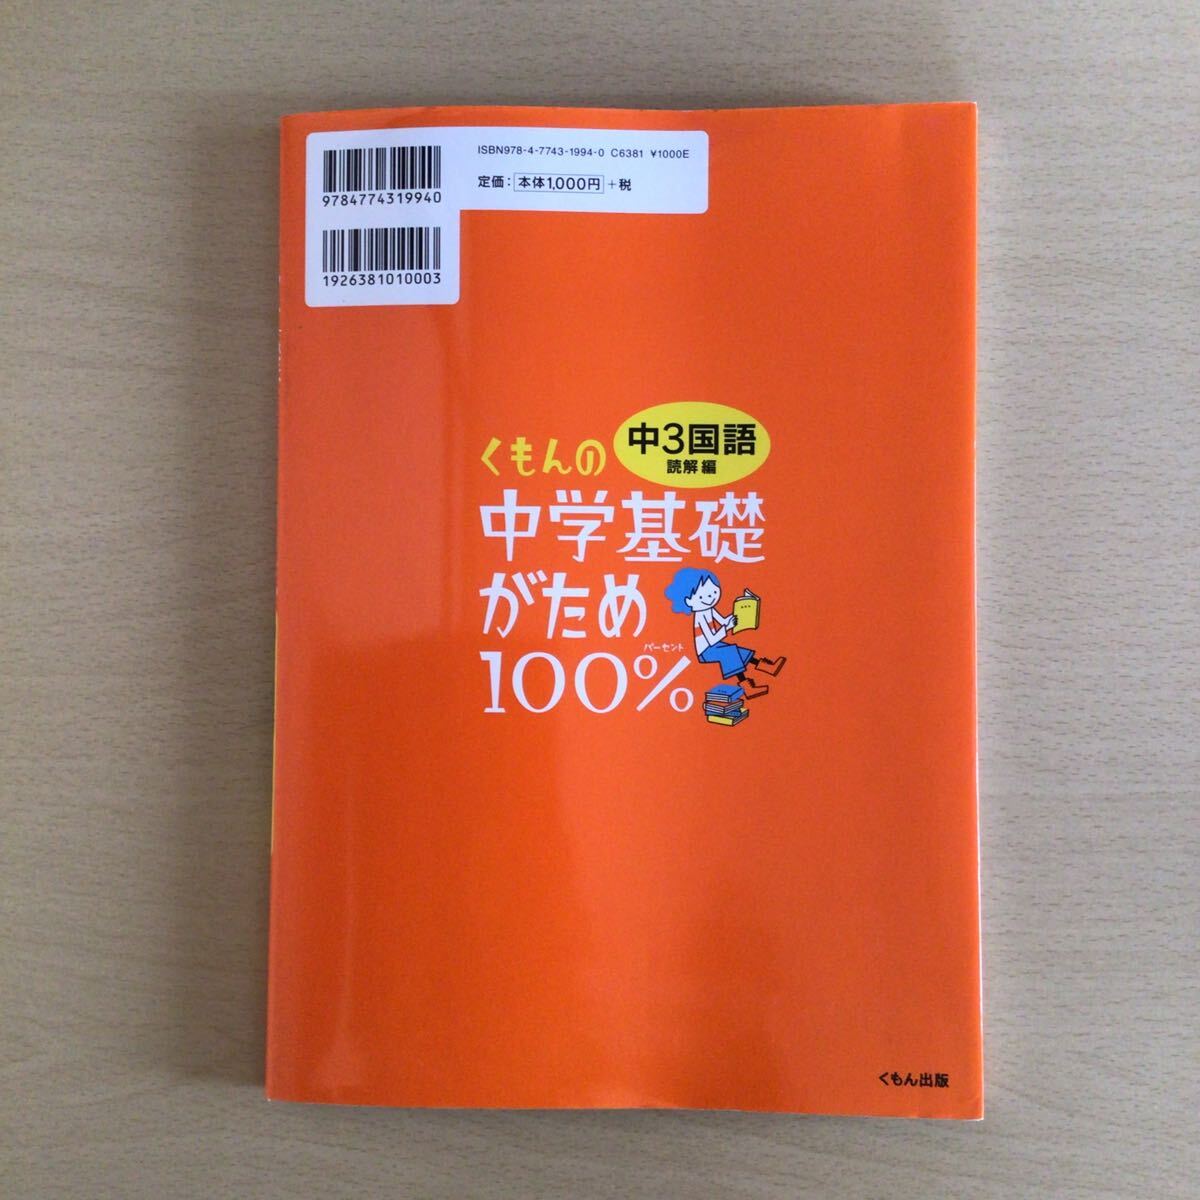 ISBN978-4-7743-1994-0 C6381 ¥1000E
定価：本体1,000円＋税
9784774319940
1926381010003
中3国語
読解編
くもんの
中学基礎
がため
パーセント
100%
くもん出版